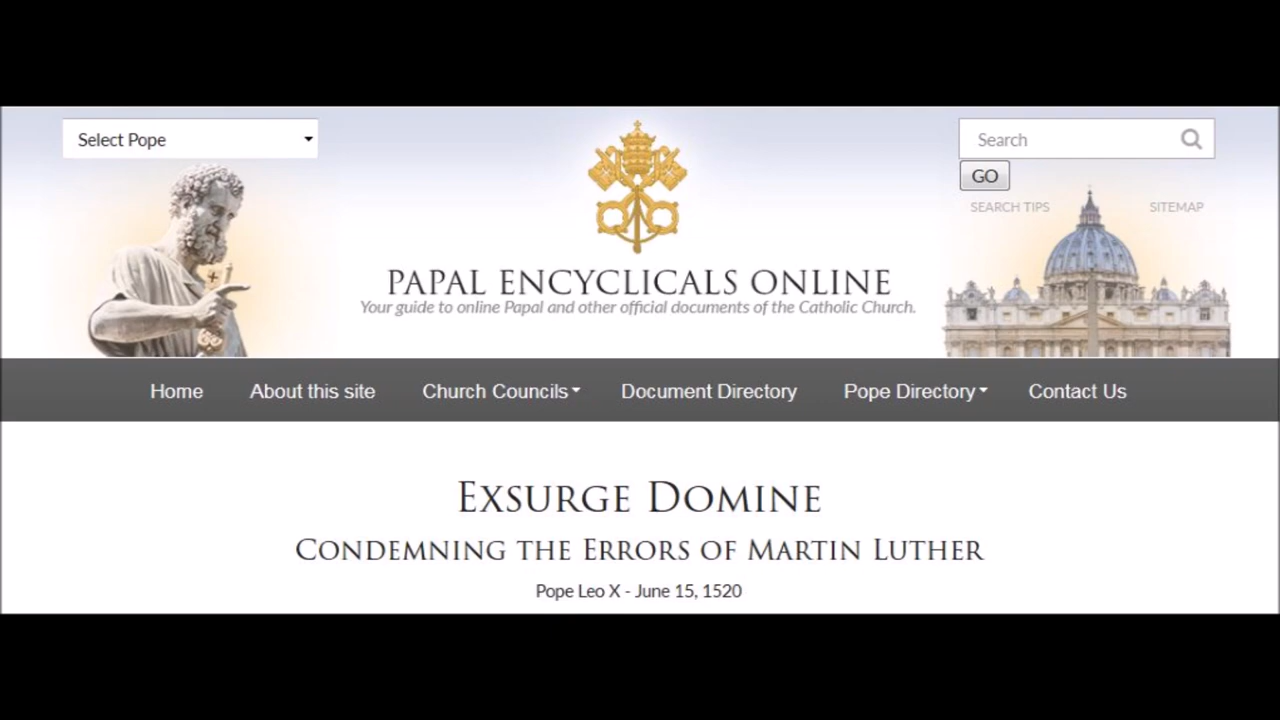 Select Pope
Search
GO
SEARCH TIPS
SITEMAP
PAPAL ENCYCLICALS ONLINE
Your guide to online Papal and other official documents of the Catholic Church.
Home
About this site
Church Councils
Document Directory
Pope Directory
Contact Us
EXSURGE DOMINE
CONDEMNING THE ERRORS OF MARTIN LUTHER
Pope Leo X - June 15, 1520